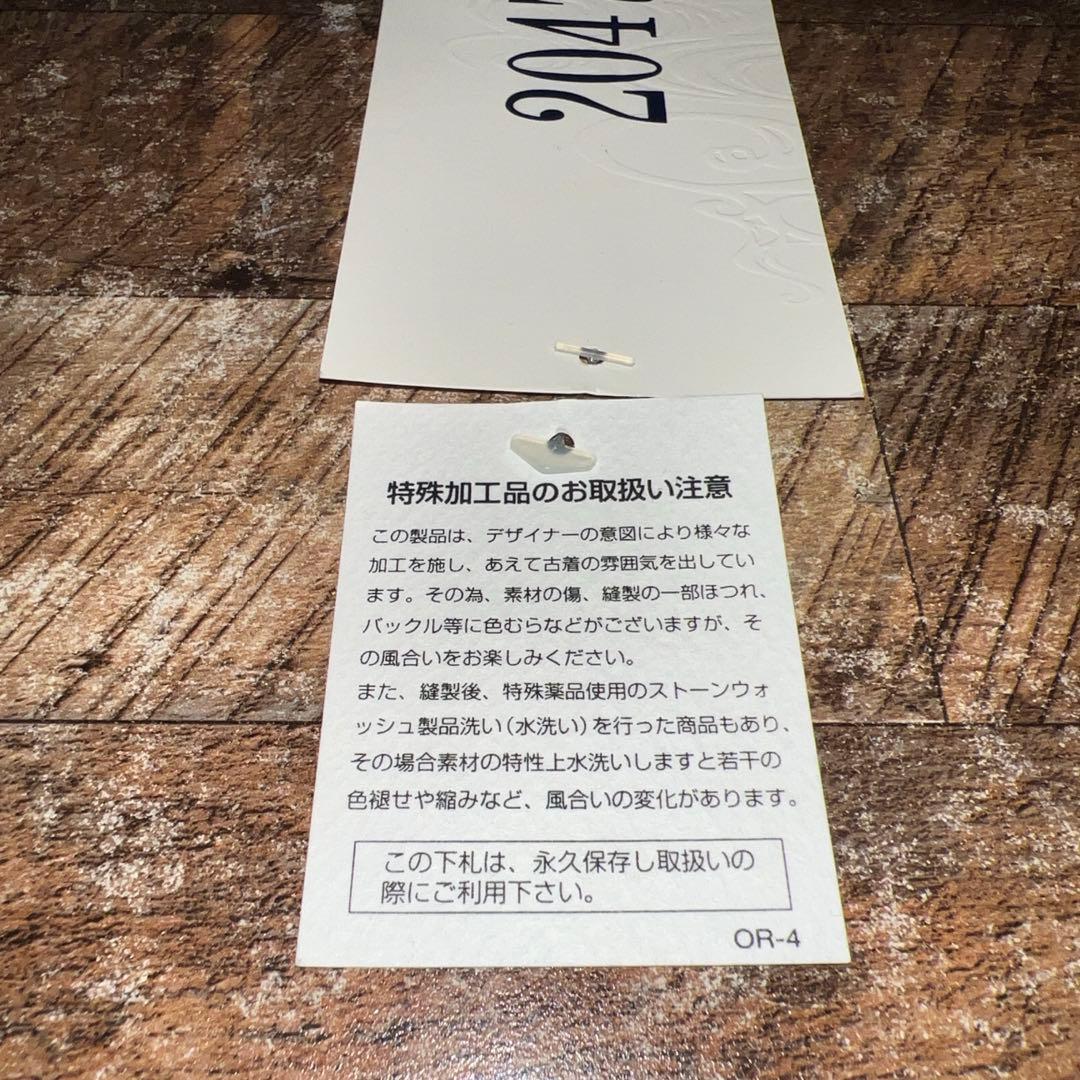 204
特殊加工品のお取扱い注意
この製品は、デザイナーの意図により様々な
加工を施し、あえて古着の雰囲気を出してい
ます。その為、素材の傷、縫製の一部ほつれ、
バックル等に色むらなどがございますが、そ
の風合いをお楽しみください。
また、縫製後、特殊薬品使用のストーンウォ
ッシュ製品洗い（水洗い）を行った商品もあり、
その場合素材の特性上水洗いしますと若干の
色褪せや縮みなど、風合いの変化があります。
この下札は、永久保存し取扱いの
際にご利用下さい。
OR-4